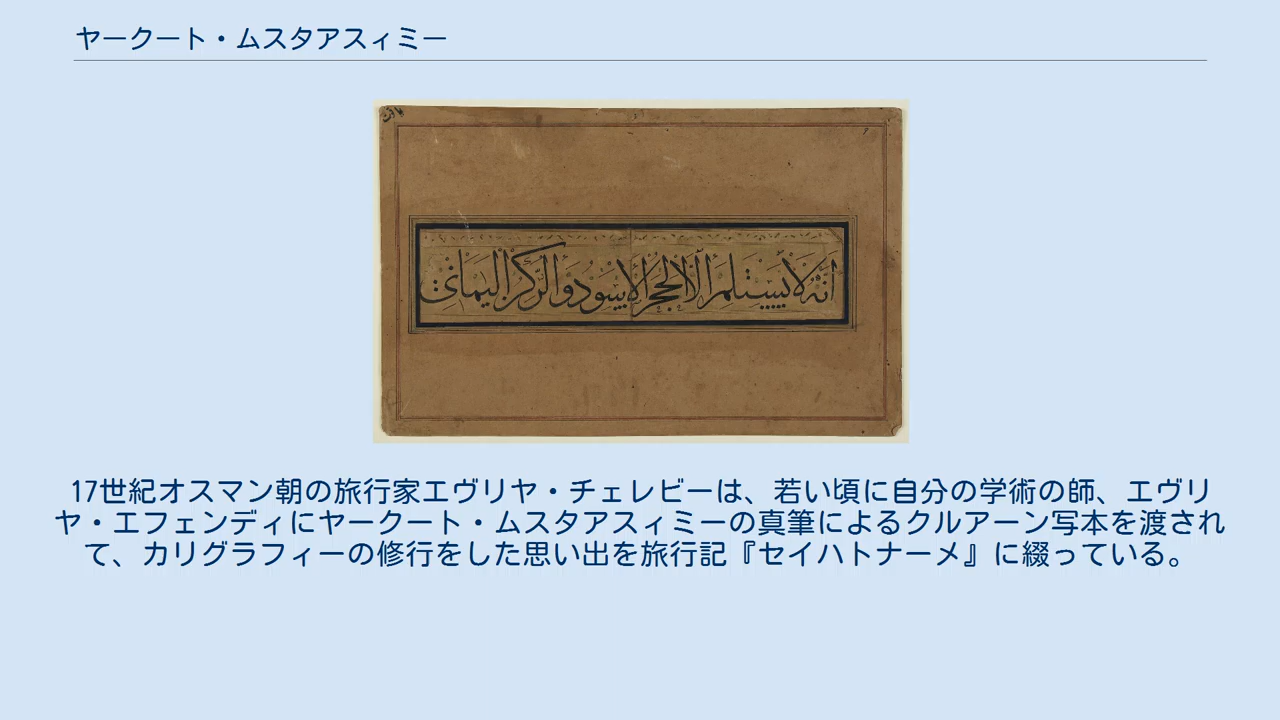 ヤークート・ムスタアスィミー
انه لا يستلم الا الحجر الاسود والركن اليماني
17世紀オスマン朝の旅行家エヴリヤ・チェレビーは、若い頃に自分の学術の師、エヴリ
ヤ・エフェンディにヤークート・ムスタアスィミーの真筆によるクルアーン写本を渡され
て、カリグラフィーの修行をした思い出を旅行記『セイハトナーメ』に綴っている。